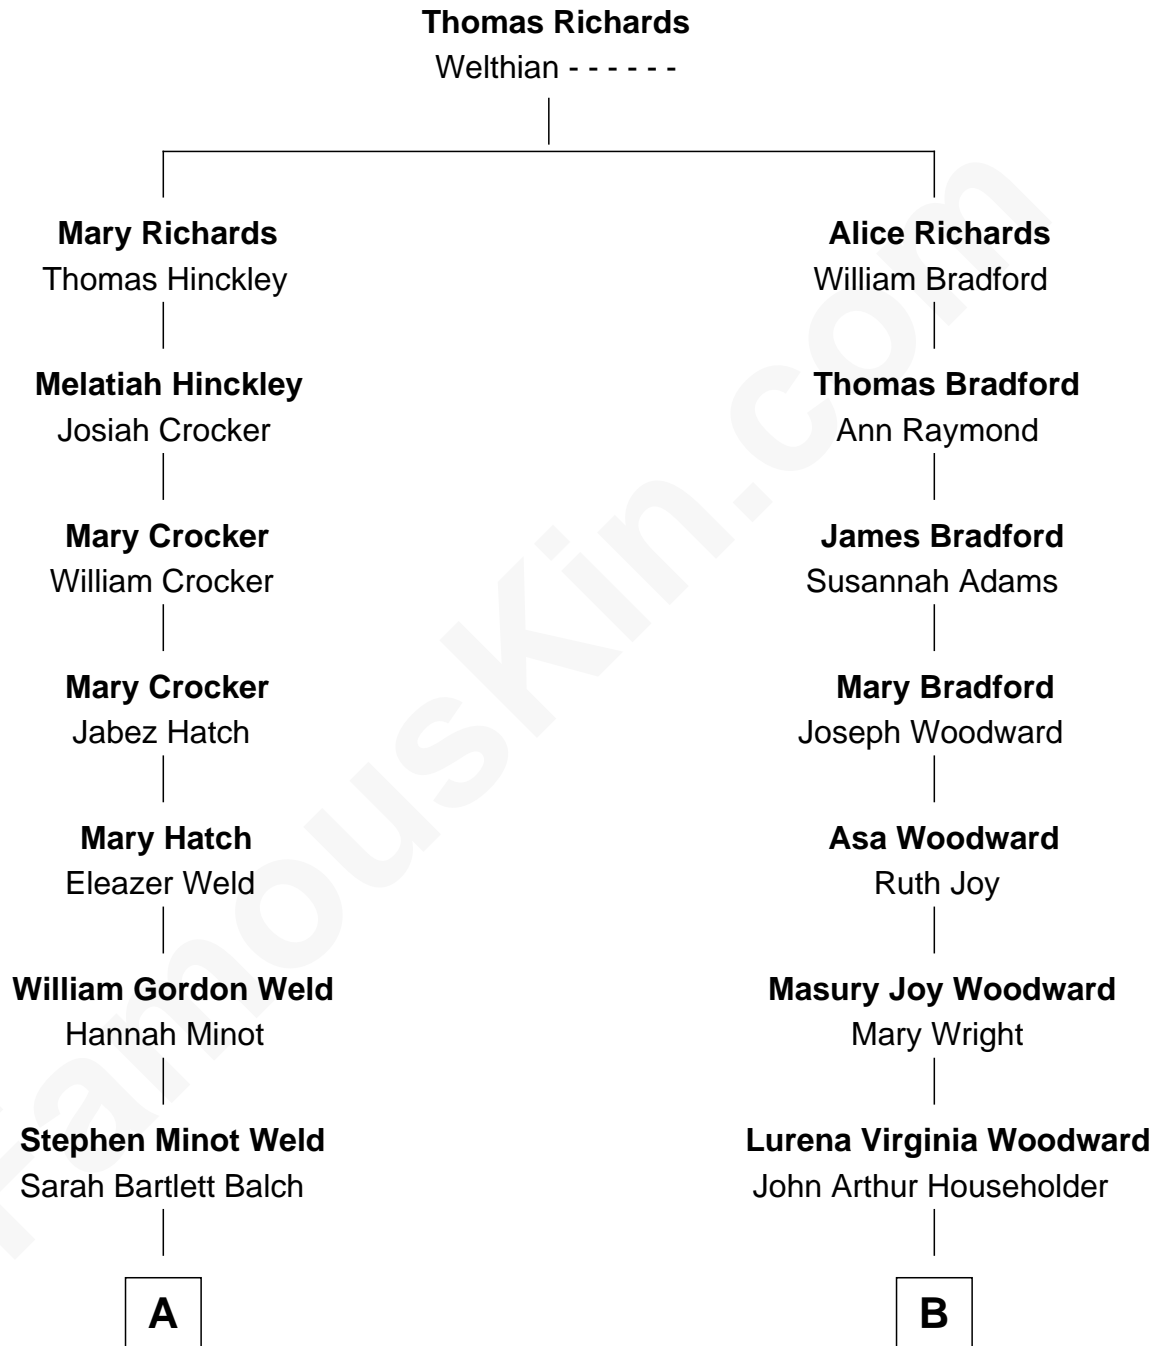 Thomas Richards
Welthian - - - - - -
Mary Richards
Thomas Hinckley
Alice Richards
William Bradford
Melatiah Hinckley
Josiah Crocker
Thomas Bradford
Ann Raymond
Mary Crocker
William Crocker
James Bradford
Susannah Adams
Mary Crocker
Jabez Hatch
Mary Bradford
Joseph Woodward
Mary Hatch
Eleazer Weld
Asa Woodward
Ruth Joy
William Gordon Weld
Hannah Minot
Masury Joy Woodward
Mary Wright
Stephen Minot Weld
Sarah Bartlett Balch
Lurena Virginia Woodward
John Arthur Householder
A
B
FamousKin.com